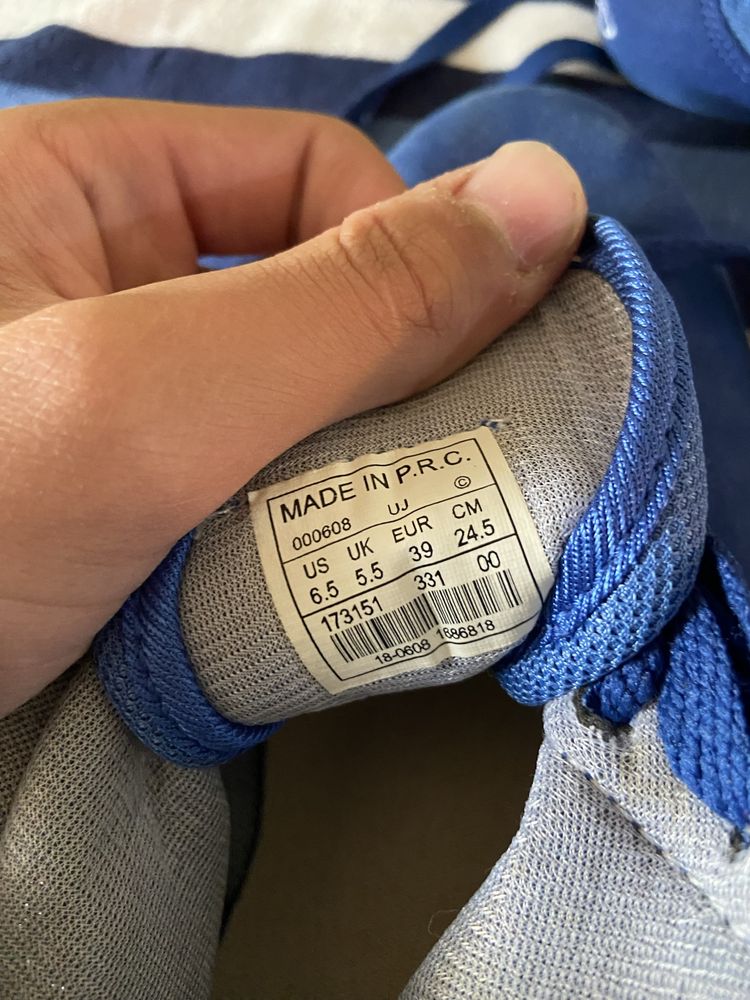 MADE IN P.R.C.
000608 UJ ©
US UK EUR CM
6.5 5.5 39 24.5
173151 331 00
18-0608 1686818